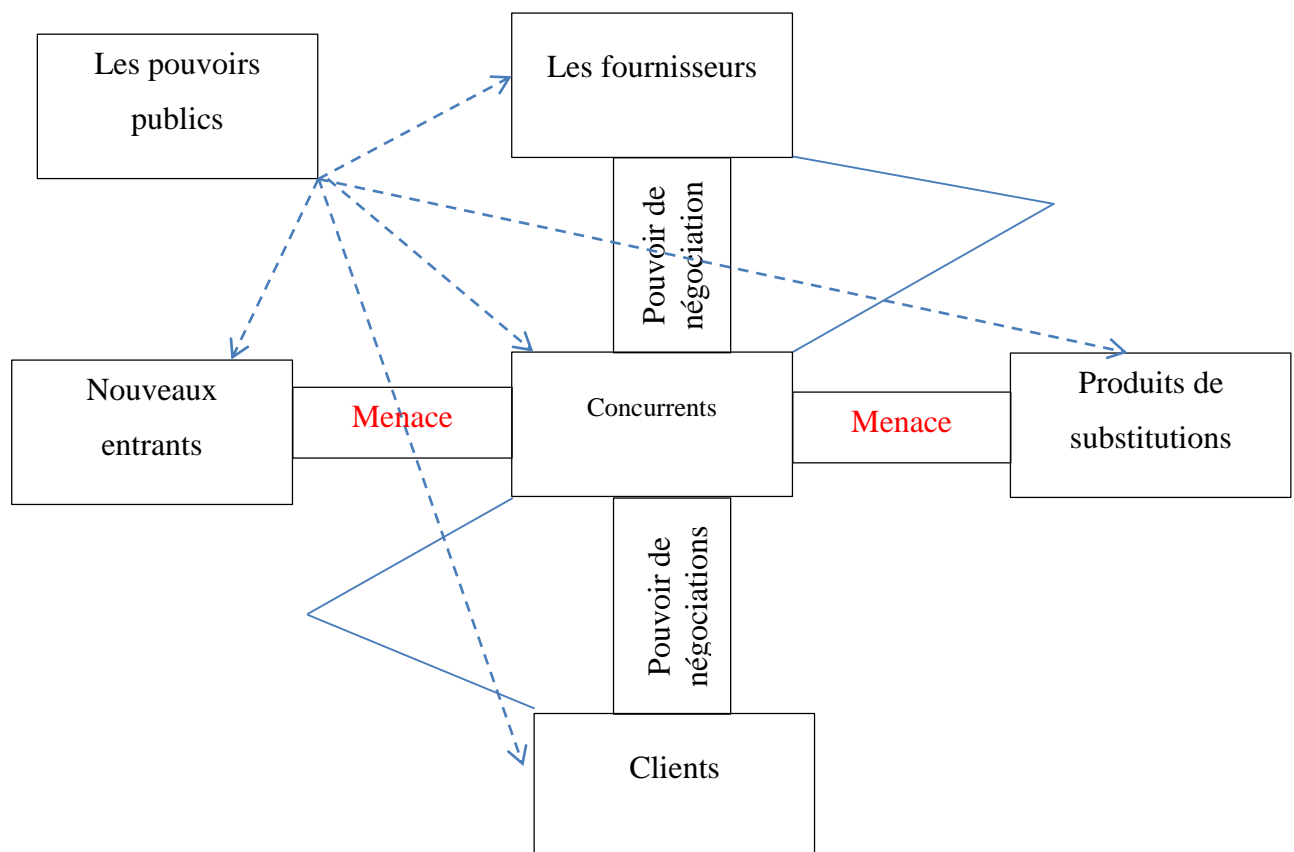 Les pouvoirs
publics
Les fournisseurs
Pouvoir de
négociation
Nouveaux
entrants
Menace
Concurrents
Menace
Produits de
substitutions
Pouvoir de
négociations
Clients